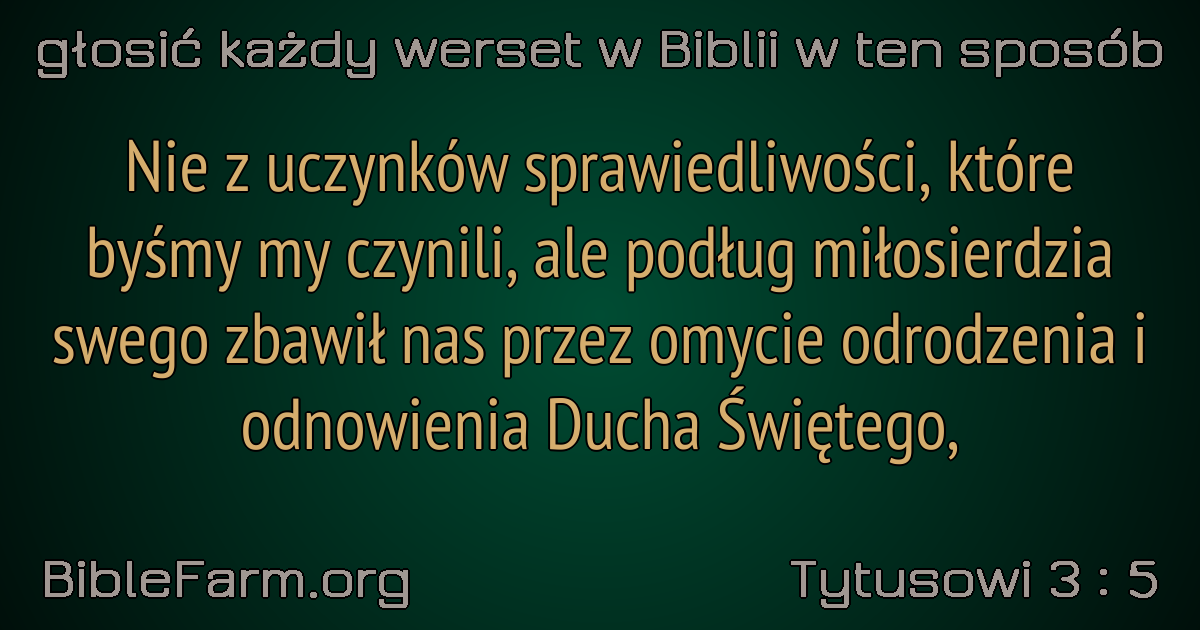 głosić każdy werset w Biblii w ten sposób
Nie z uczynków sprawiedliwości, które
byśmy my czynili, ale podług miłosierdzia
swego zbawił nas przez omycie odrodzenia i
odnowienia Ducha Świętego,
BibleFarm.org
Tytusowi 3 : 5